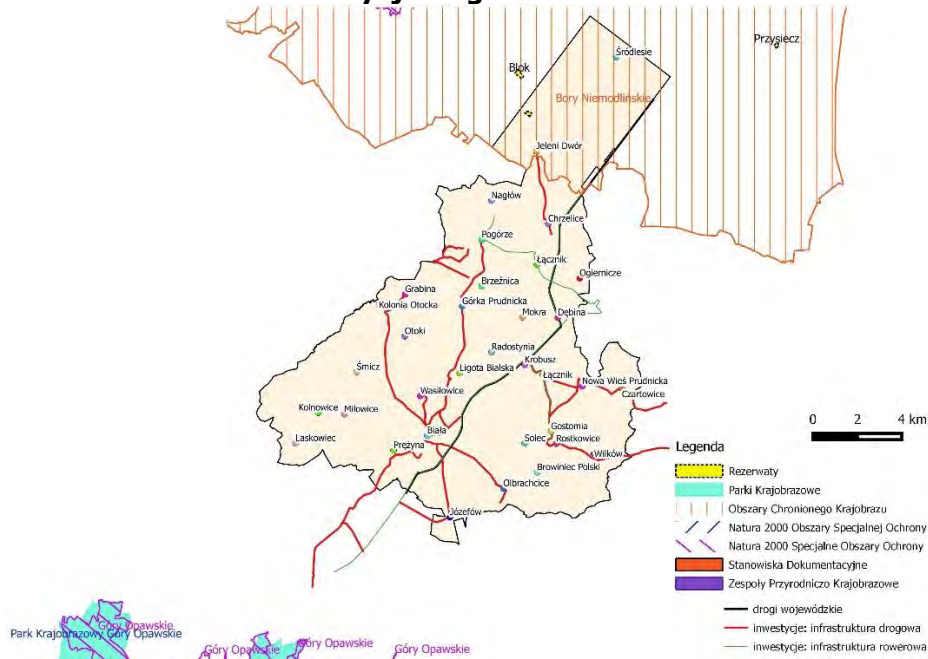 Przysiecz
Śródlesie
Blok
Bory Niemodlińskie
Jeleni Dwór
Nagłów
Chrzelice
Pogórze
Łącznik
Ogiernicze
Brzeźnica
Grabina
Kolonia Otocka
Górka Prudnicka
Mokra
Dębina
Otoki
Radostynia
Krobusz
Śmicz
Ligota Bialska
Łącznik
Nowa Wieś Prudnicka
Wasiłowice
Czartowice
Kolnowice
Miłowice
Biała
Gostomia
Laskowiec
Prężyna
Solec
Rostkowice
Wilków
Browiniec Polski
Olbrachcice
Józefów
0 2 4 km
Legenda
Rezerwaty
Parki Krajobrazowe
Obszary Chronionego Krajobrazu
Natura 2000 Obszary Specjalnej Ochrony
Natura 2000 Specjalne Obszary Ochrony
Stanowiska Dokumentacyjne
Zespoły Przyrodniczo Krajobrazowe
drogi wojewódzkie
inwestycje: infrastruktura drogowa
inwestycje: infrastruktura rowerowa
Góry Opawskie
Park Krajobrazowy Góry Opawskie
Góry Opawskie
Góry Opawskie
Góry Opawskie